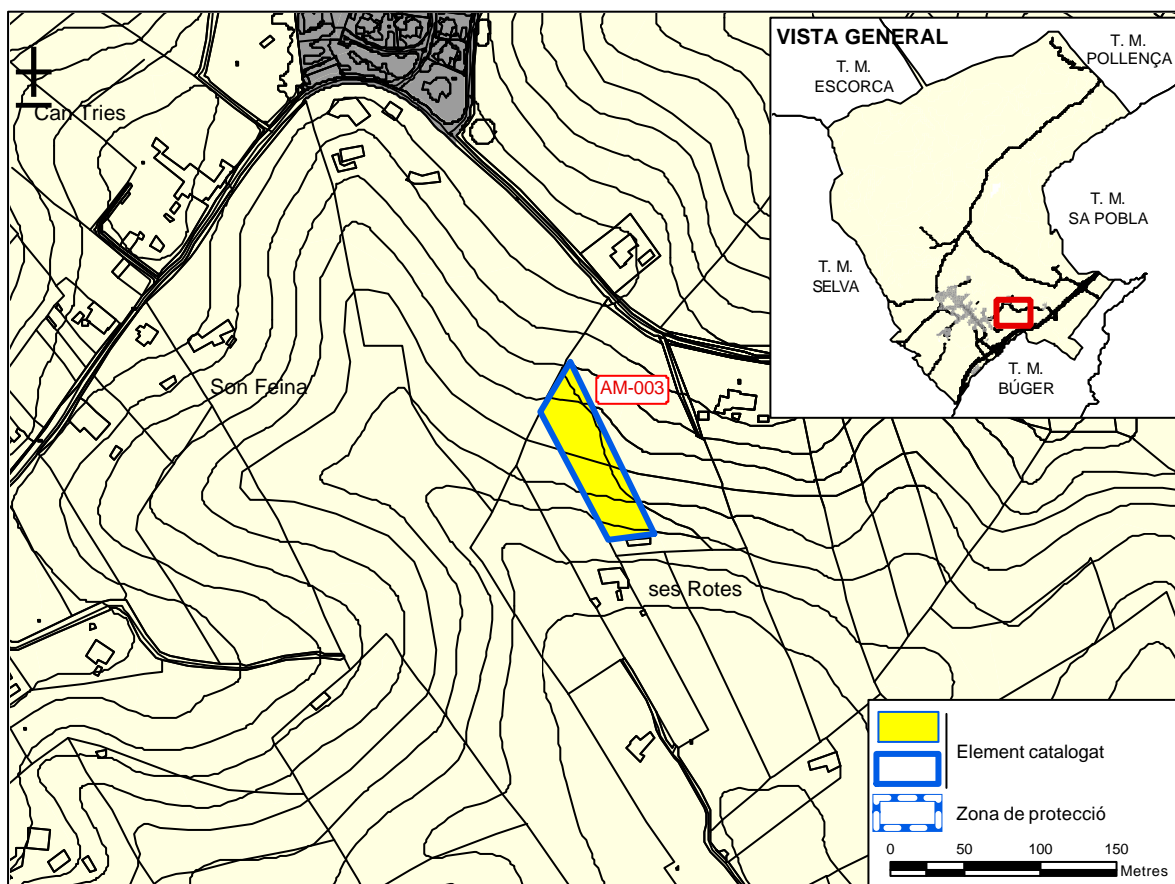 VISTA GENERAL
T. M.
POLLENÇA
T. M.
ESCORCA
T. M.
SA POBLA
T. M.
SELVA
T. M.
BÚGER
Can Tries
Son Feina
AM-003
ses Rotes
Element catalogat
Zona de protecció
0 50 100 150
Metres